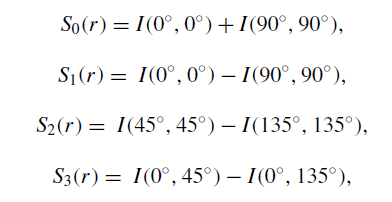 S₀(r) = I(0°, 0°) + I(90°, 90°),
S₁(r) = I(0°, 0°) − I(90°, 90°),
S₂(r) = I(45°, 45°) − I(135°, 135°),
S₃(r) = I(0°, 45°) − I(0°, 135°),